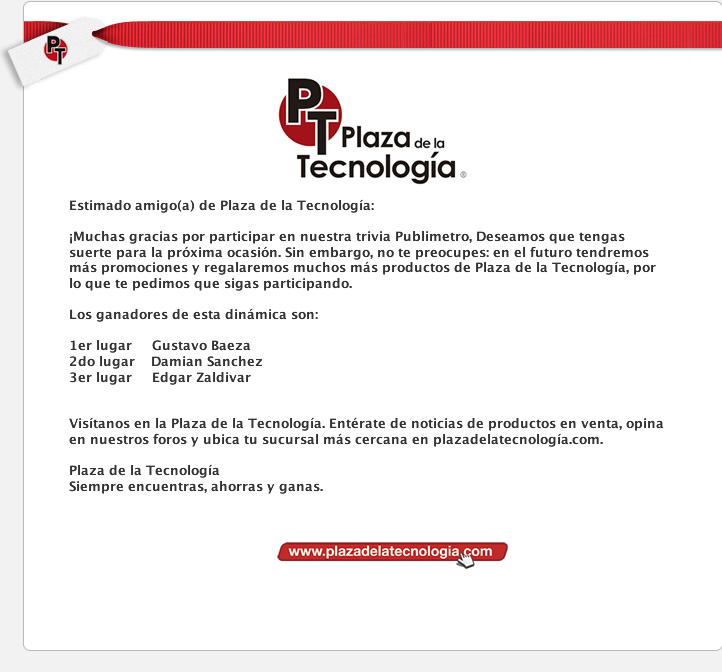 PT
PT
Plaza de la
Tecnología ®
Estimado amigo(a) de Plaza de la Tecnología:
¡Muchas gracias por participar en nuestra trivia Publimetro, Deseamos que tengas
suerte para la próxima ocasión. Sin embargo, no te preocupes: en el futuro tendremos
más promociones y regalaremos muchos más productos de Plaza de la Tecnología, por
lo que te pedimos que sigas participando.
Los ganadores de esta dinámica son:
1er lugar Gustavo Baeza
2do lugar Damian Sanchez
3er lugar Edgar Zaldivar
Visítanos en la Plaza de la Tecnología. Entérate de noticias de productos en venta, opina
en nuestros foros y ubica tu sucursal más cercana en plazadelatecnología.com.
Plaza de la Tecnología
Siempre encuentras, ahorras y ganas.
www.plazadelatecnologia.com